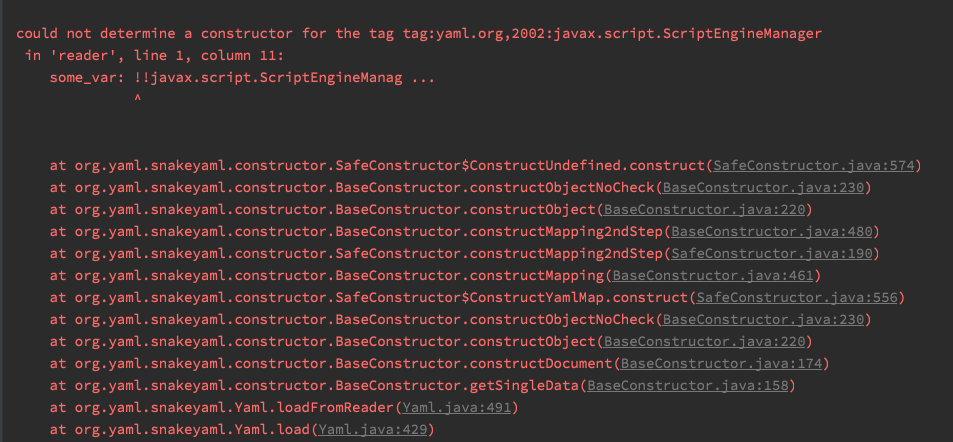 could not determine a constructor for the tag tag:yaml.org,2002:javax.script.ScriptEngineManager
in 'reader', line 1, column 11:
some_var: !!javax.script.ScriptEngineManag ...
^
at org.yaml.snakeyaml.constructor.SafeConstructor$ConstructUndefined.construct(SafeConstructor.java:574)
at org.yaml.snakeyaml.constructor.BaseConstructor.constructObjectNoCheck(BaseConstructor.java:230)
at org.yaml.snakeyaml.constructor.BaseConstructor.constructObject(BaseConstructor.java:220)
at org.yaml.snakeyaml.constructor.BaseConstructor.constructMapping2ndStep(BaseConstructor.java:480)
at org.yaml.snakeyaml.constructor.SafeConstructor.constructMapping2ndStep(SafeConstructor.java:190)
at org.yaml.snakeyaml.constructor.BaseConstructor.constructMapping(BaseConstructor.java:461)
at org.yaml.snakeyaml.constructor.SafeConstructor$ConstructYamlMap.construct(SafeConstructor.java:556)
at org.yaml.snakeyaml.constructor.BaseConstructor.constructObjectNoCheck(BaseConstructor.java:230)
at org.yaml.snakeyaml.constructor.BaseConstructor.constructObject(BaseConstructor.java:220)
at org.yaml.snakeyaml.constructor.BaseConstructor.constructDocument(BaseConstructor.java:174)
at org.yaml.snakeyaml.constructor.BaseConstructor.getSingleData(BaseConstructor.java:158)
at org.yaml.snakeyaml.Yaml.loadFromReader(Yaml.java:491)
at org.yaml.snakeyaml.Yaml.load(Yaml.java:429)